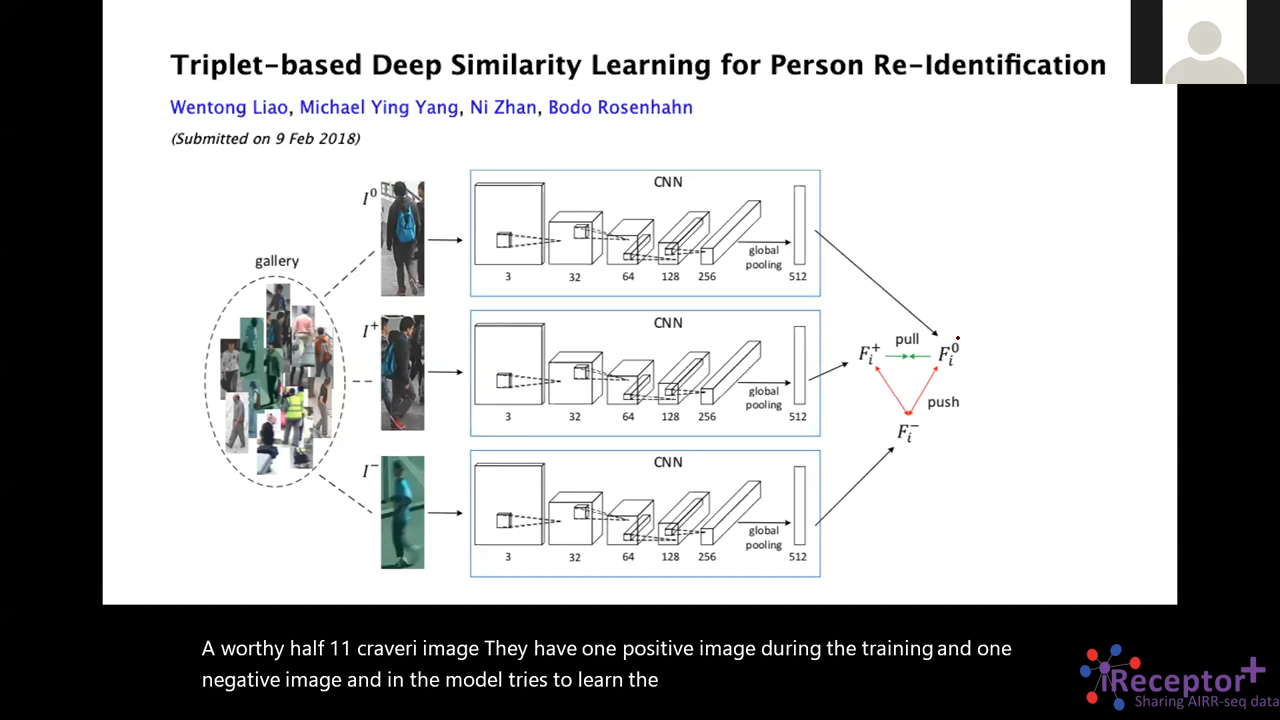 Triplet-based Deep Similarity Learning for Person Re-Identification
Wentong Liao, Michael Ying Yang, Ni Zhan, Bodo Rosenhahn
(Submitted on 9 Feb 2018)
gallery
I⁰
CNN
3 32 64 128 256 global pooling 512
I⁺
CNN
3 32 64 128 256 global pooling 512
I⁻
CNN
3 32 64 128 256 global pooling 512
Fᵢ⁺ pull Fᵢ⁰
push
Fᵢ⁻
A worthy half 11 craveri image They have one positive image during the training and one
negative image and in the model tries to learn the
iReceptor+
Sharing AIRR-seq data